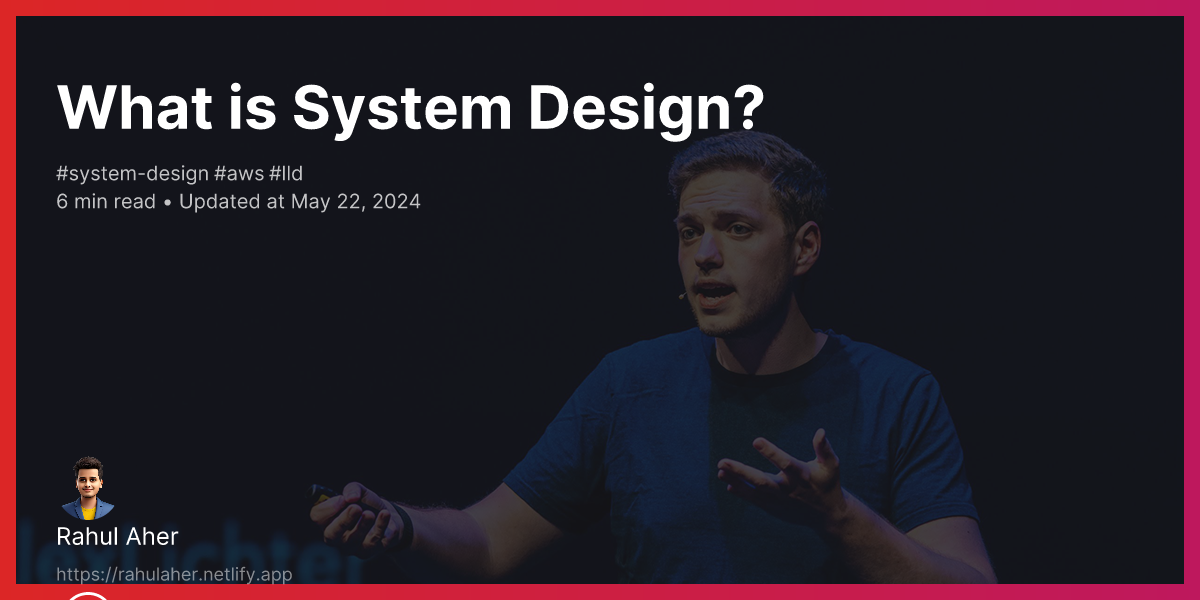 What is System Design?
#system-design #aws #lld
6 min read • Updated at May 22, 2024
Rahul Aher
https://rahulaher.netlify.app